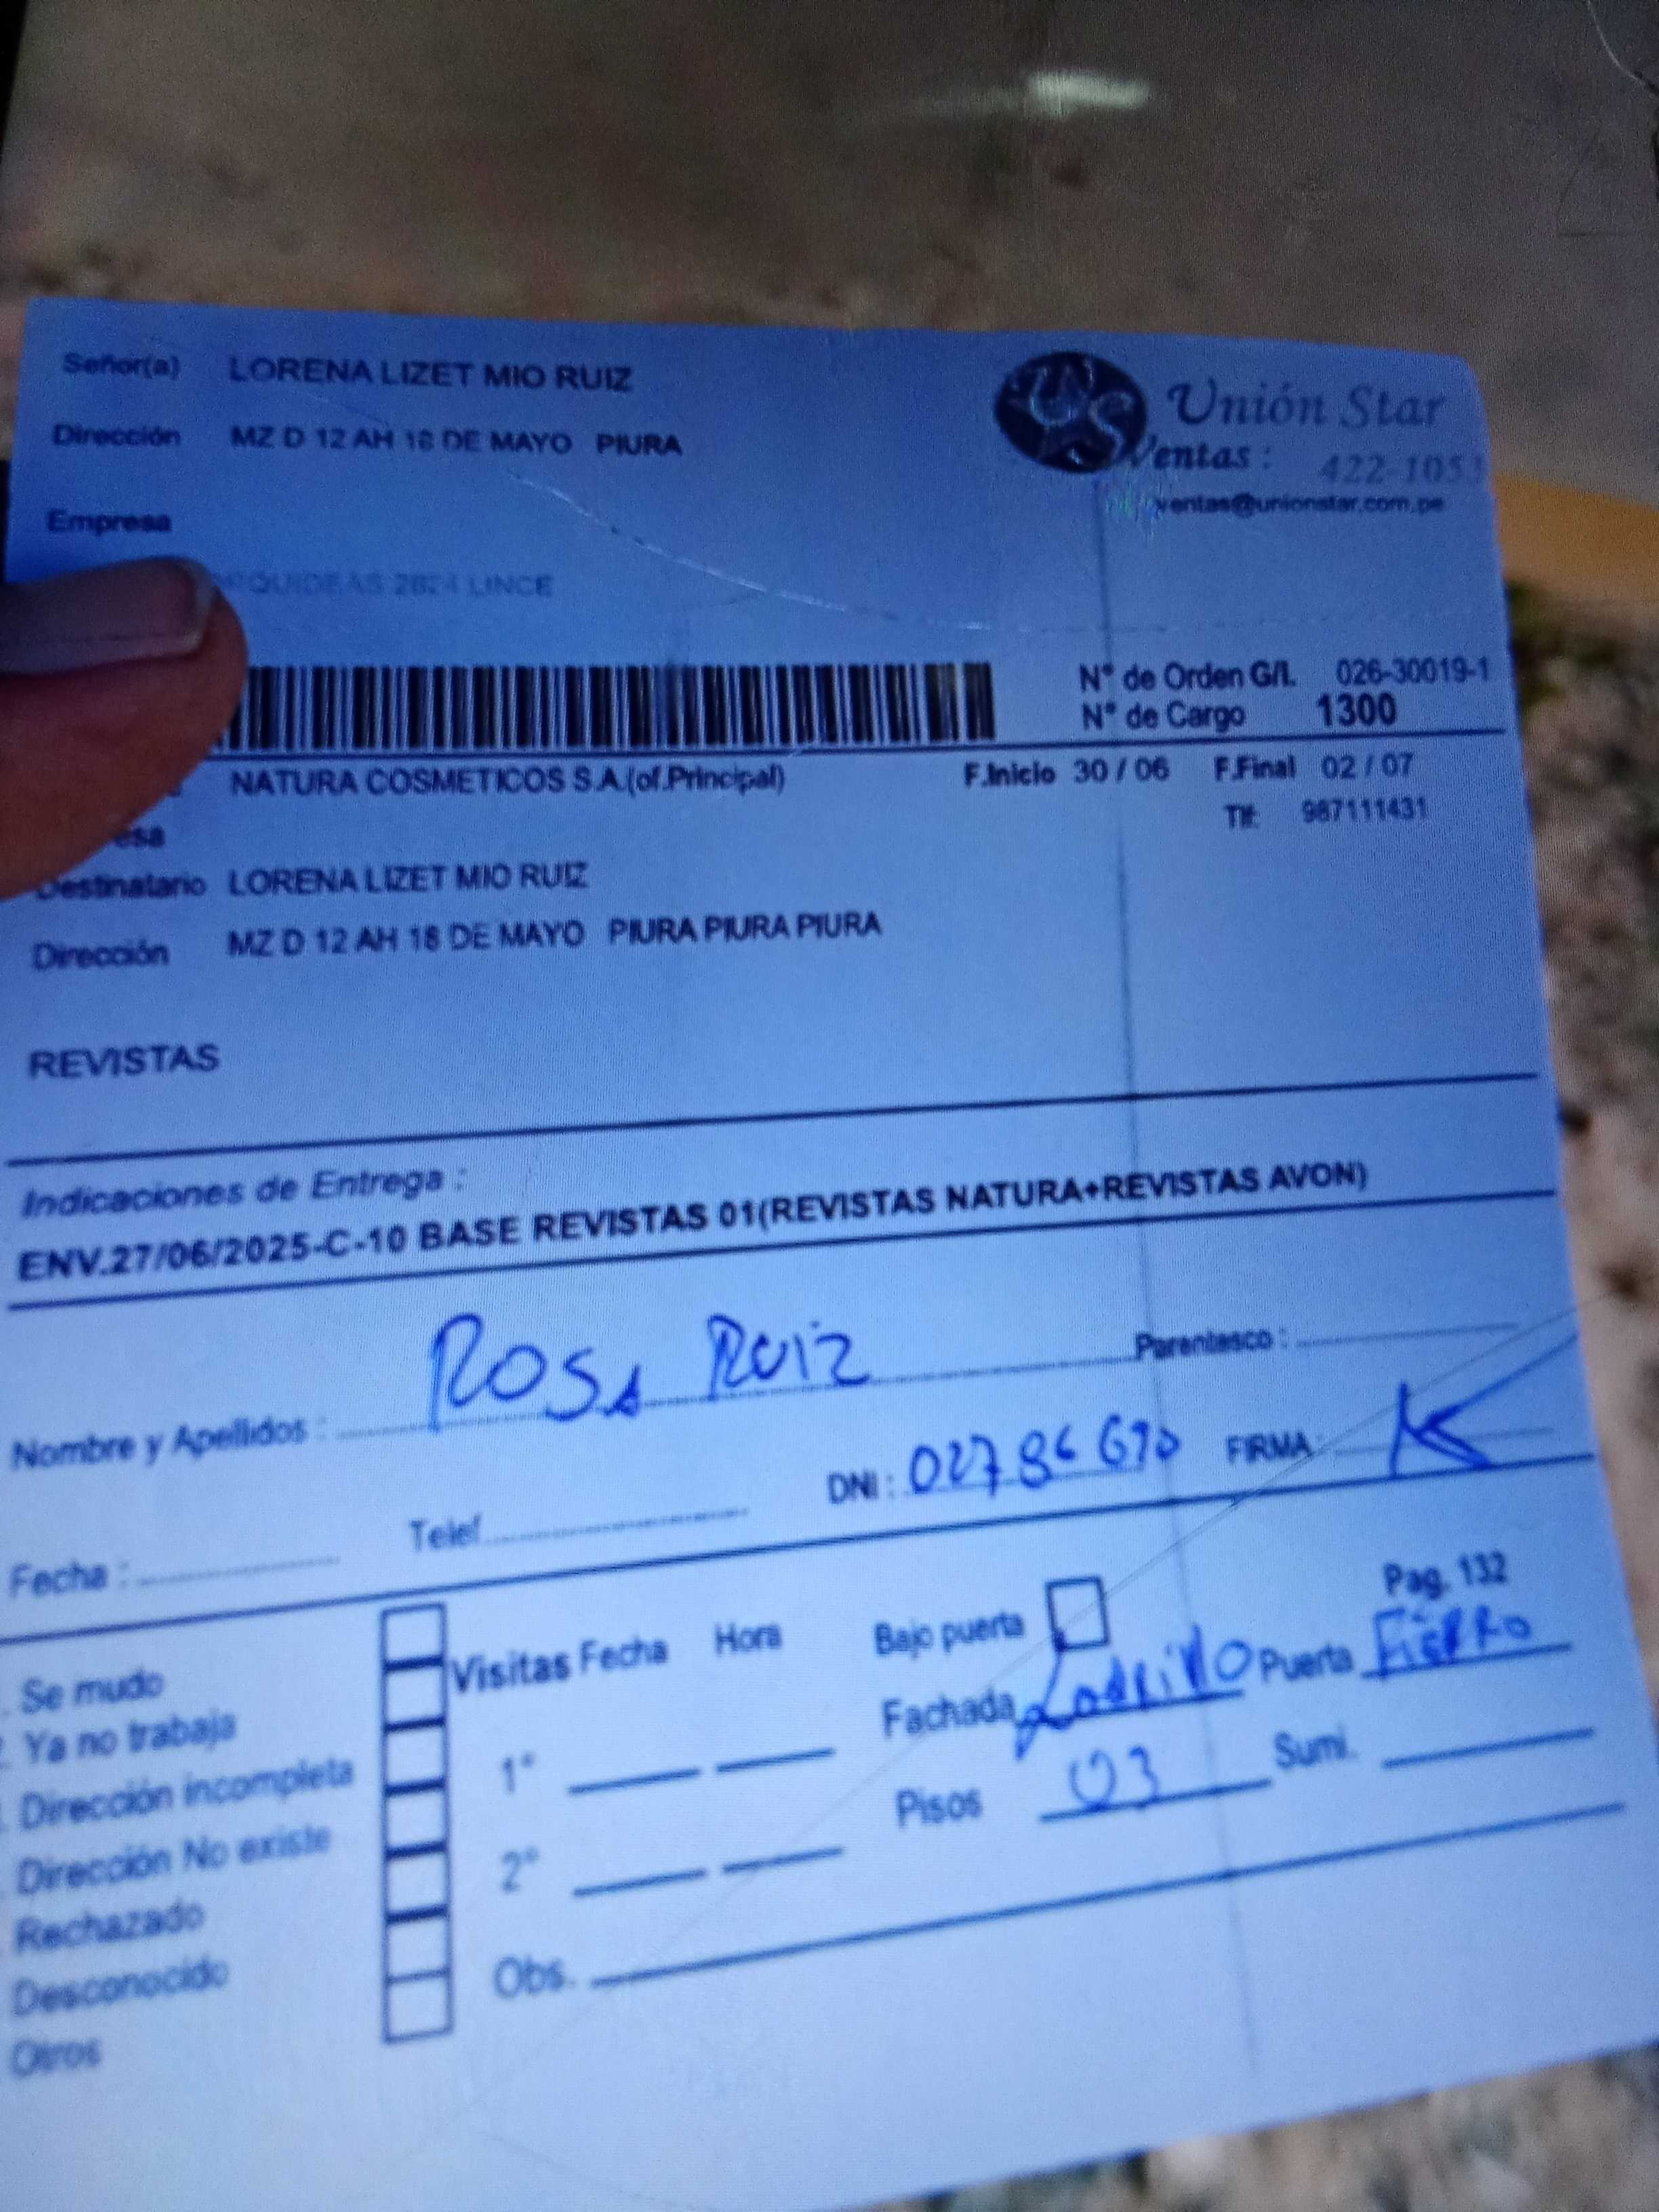 Señor(a) LORENA LIZET MIO RUIZ
Dirección MZ D 12 AH 18 DE MAYO PIURA
Unión Star
Ventas : 422-1053
ventas@unionstar.com.pe
Empresa
ORQUIDEAS 2824 LINCE
N° de Orden G/L 026-30019-1
N° de Cargo 1300
NATURA COSMETICOS S.A.(of.Principal) F.Inicio 30 / 06 F.Final 02 / 07
esa Tlf: 987111431
Destinatario LORENA LIZET MIO RUIZ
Dirección MZ D 12 AH 18 DE MAYO PIURA PIURA PIURA
REVISTAS
Indicaciones de Entrega :
ENV.27/06/2025-C-10 BASE REVISTAS 01(REVISTAS NATURA+REVISTAS AVON)
Nombre y Apellidos : Rosa Ruiz Parentesco :
Fecha : Telef. DNI : 02786690 FIRMA :
Pag. 132
Se mudo
Ya no trabaja
Dirección incompleta
Dirección No existe
Rechazado
Desconocido
Otros
Visitas Fecha Hora
1°
2°
Obs.
Bajo puerta
Fachada Ladrillo Puerta Fierro
Pisos 03 Sumi.